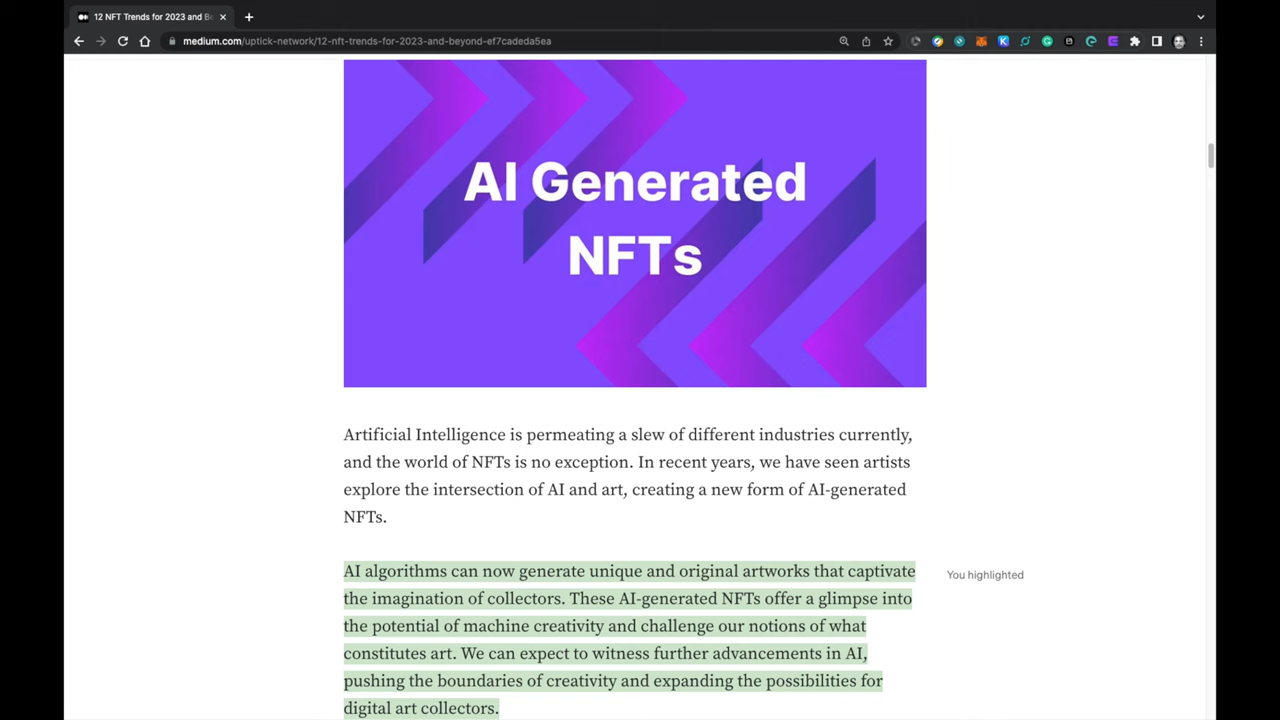 12 NFT Trends for 2023 and Be
medium.com/uptick-network/12-nft-trends-for-2023-and-beyond-ef7cadeda5ea
AI Generated
NFTs
Artificial Intelligence is permeating a slew of different industries currently,
and the world of NFTs is no exception. In recent years, we have seen artists
explore the intersection of AI and art, creating a new form of AI-generated
NFTs.
AI algorithms can now generate unique and original artworks that captivate
You highlighted
the imagination of collectors. These AI-generated NFTs offer a glimpse into
the potential of machine creativity and challenge our notions of what
constitutes art. We can expect to witness further advancements in AI,
pushing the boundaries of creativity and expanding the possibilities for
digital art collectors.